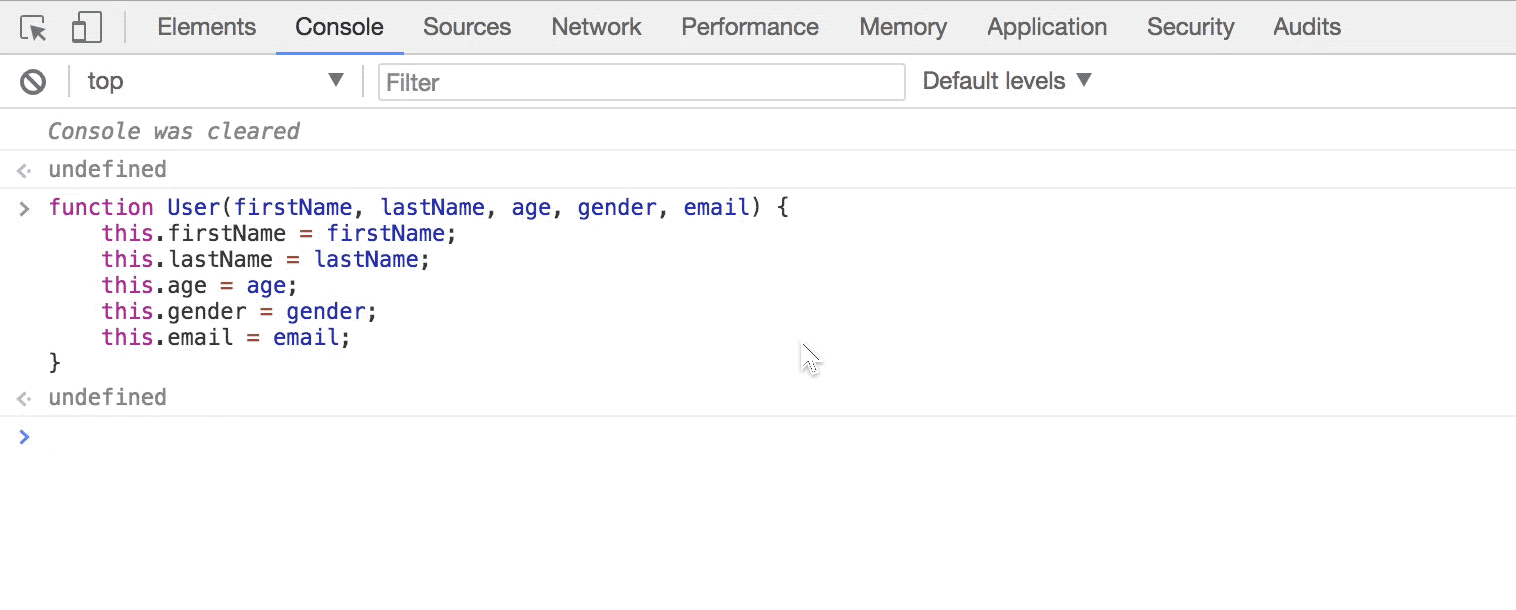 Elements Console Sources Network Performance Memory Application Security Audits
top ▼ Filter Default levels ▼
Console was cleared
undefined
function User(firstName, lastName, age, gender, email) {
    this.firstName = firstName;
    this.lastName = lastName;
    this.age = age;
    this.gender = gender;
    this.email = email;
}
undefined